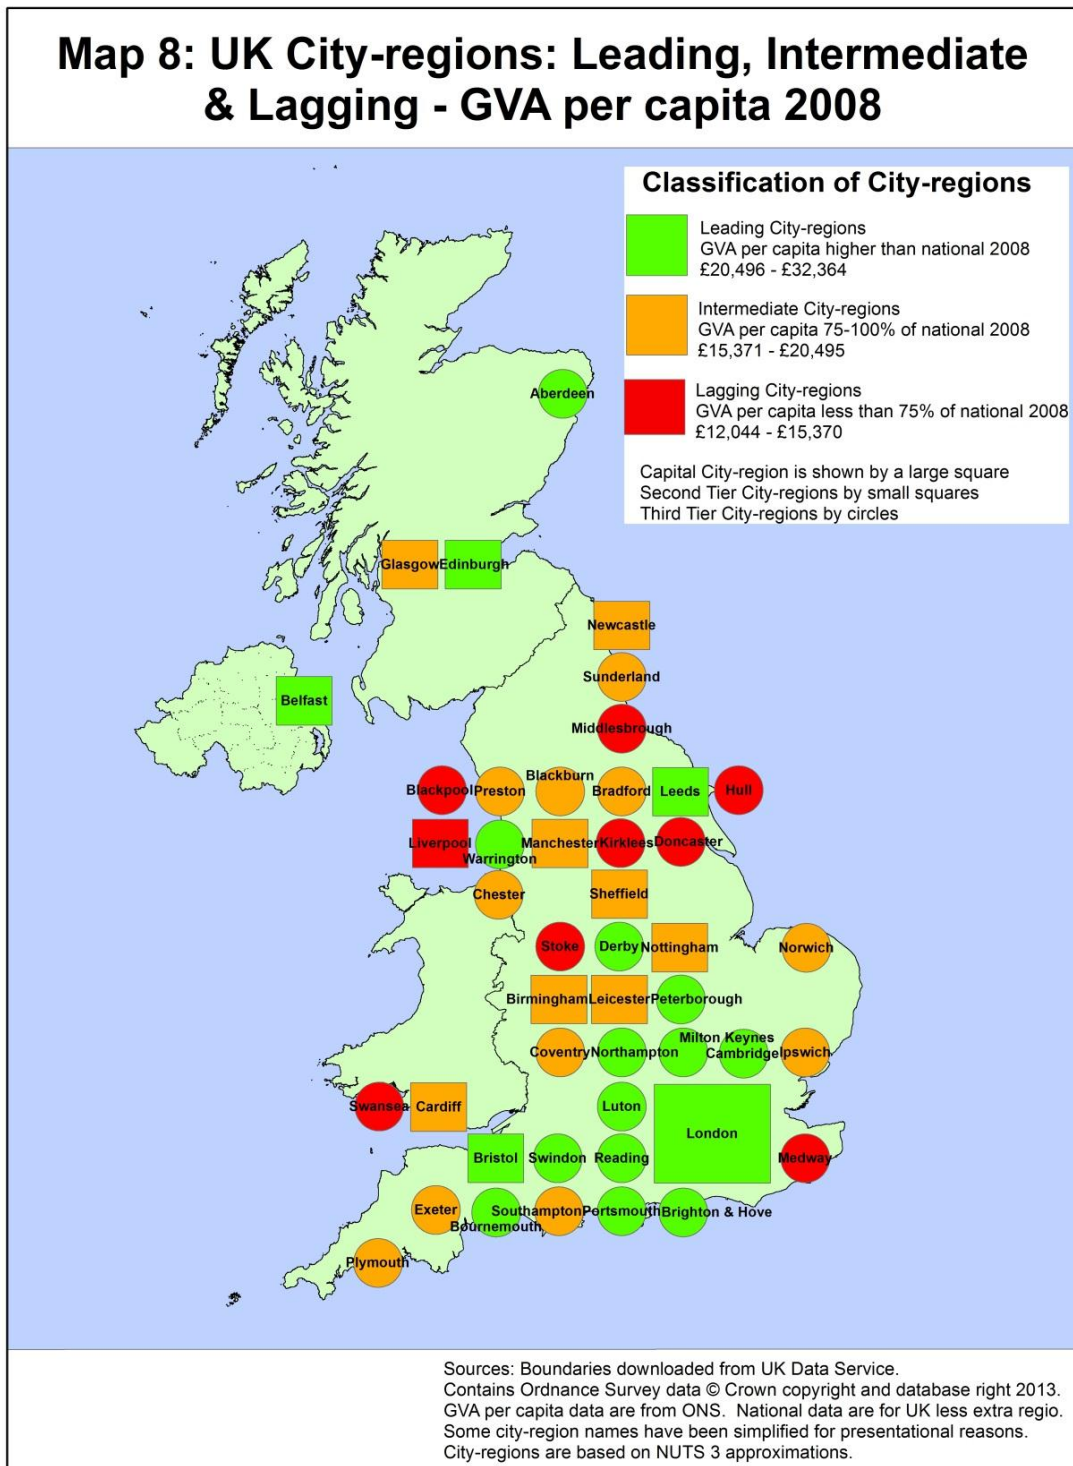 Map 8: UK City-regions: Leading, Intermediate
& Lagging - GVA per capita 2008
Classification of City-regions
Leading City-regions
GVA per capita higher than national 2008
£20,496 - £32,364
Intermediate City-regions
GVA per capita 75-100% of national 2008
£15,371 - £20,495
Lagging City-regions
GVA per capita less than 75% of national 2008
£12,044 - £15,370
Capital City-region is shown by a large square
Second Tier City-regions by small squares
Third Tier City-regions by circles
Aberdeen
Glasgow
Edinburgh
Newcastle
Sunderland
Belfast
Middlesbrough
Blackpool
Preston
Blackburn
Bradford
Leeds
Hull
Liverpool
Warrington
Manchester
Kirklees
Doncaster
Chester
Sheffield
Stoke
Derby
Nottingham
Norwich
Birmingham
Leicester
Peterborough
Coventry
Northampton
Milton Keynes
Cambridge
Ipswich
Swansea
Cardiff
Luton
London
Bristol
Swindon
Reading
Medway
Exeter
Bournemouth
Southampton
Portsmouth
Brighton & Hove
Plymouth
Sources: Boundaries downloaded from UK Data Service.
Contains Ordnance Survey data © Crown copyright and database right 2013.
GVA per capita data are from ONS. National data are for UK less extra regio.
Some city-region names have been simplified for presentational reasons.
City-regions are based on NUTS 3 approximations.